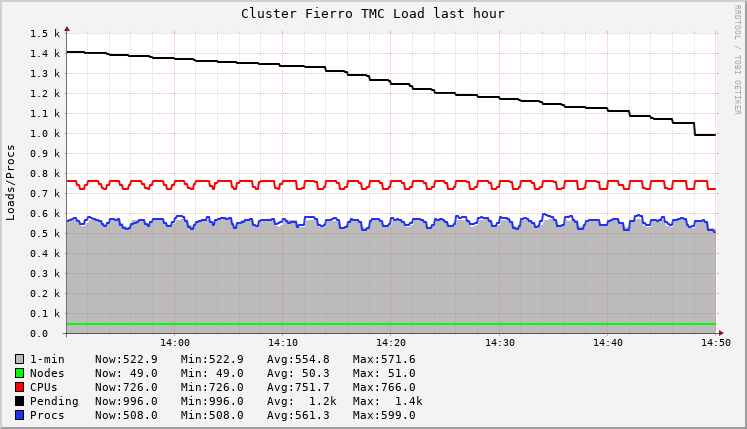 Cluster Fierro TMC Load last hour
RRDTOOL / TOBI OETIKER
Loads/Procs
1.5 k
1.4 k
1.3 k
1.2 k
1.1 k
1.0 k
0.9 k
0.8 k
0.7 k
0.6 k
0.5 k
0.4 k
0.3 k
0.2 k
0.1 k
0.0
14:00 14:10 14:20 14:30 14:40 14:50
1-min Now:522.9 Min:522.9 Avg:554.8 Max:571.6
Nodes Now: 49.0 Min: 49.0 Avg: 50.3 Max: 51.0
CPUs Now:726.0 Min:726.0 Avg:751.7 Max:766.0
Pending Now:996.0 Min:996.0 Avg: 1.2k Max: 1.4k
Procs Now:508.0 Min:508.0 Avg:561.3 Max:599.0